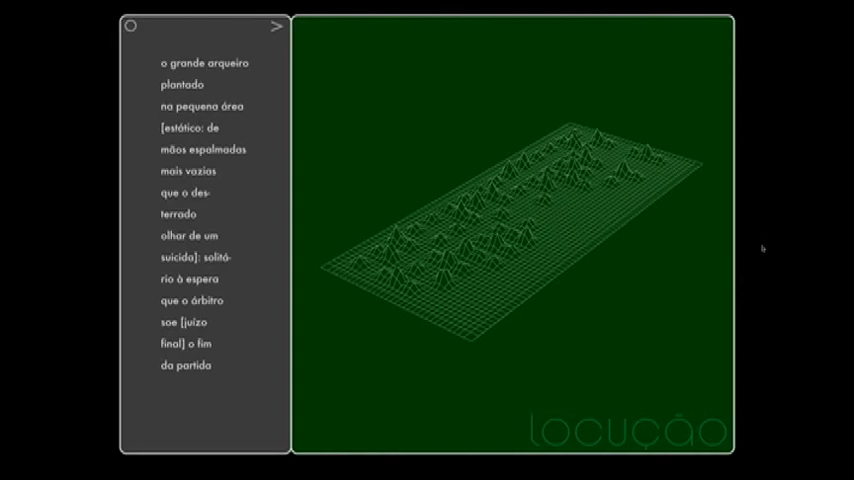 o grande arqueiro
plantado
na pequena área
[estático: de
mãos espalmadas
mais vazias
que o des-
terrado
olhar de um
suicida]: solitá-
rio à espera
que o árbitro
soe [juízo
final] o fim
da partida
locução